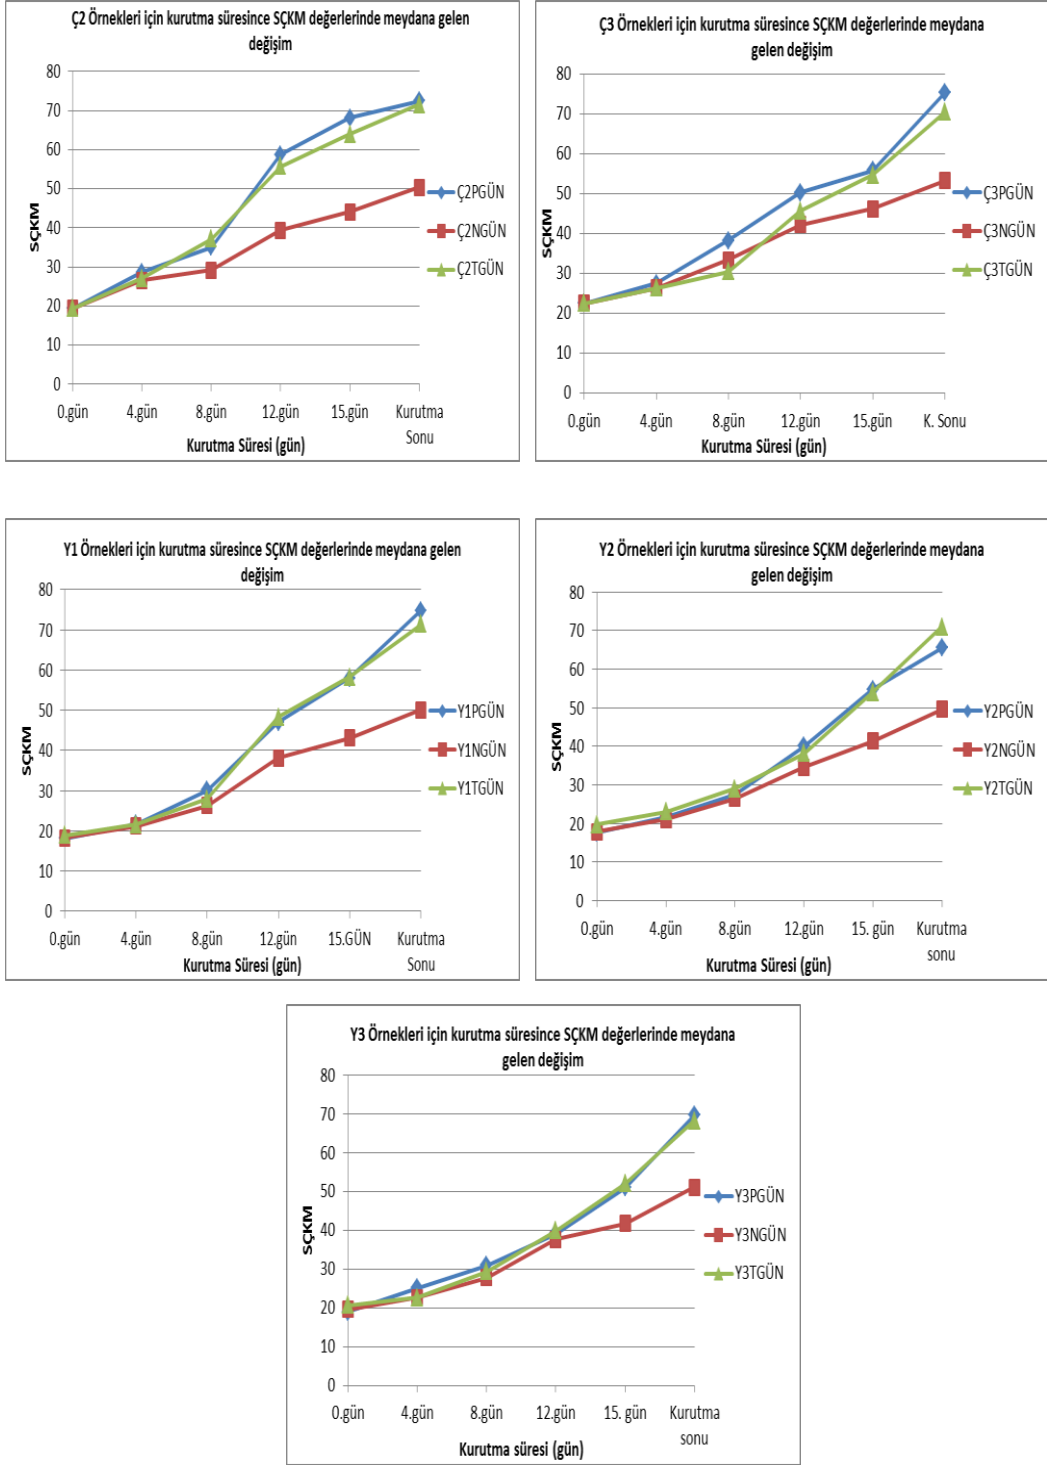 Ç2 Örnekleri için kurutma süresince SÇKM değerlerinde meydana gelen
değişim
80
70
60
50
40
30
20
10
0
SÇKM
0.gün 4.gün 8.gün 12.gün 15.gün Kurutma
Sonu
Kurutma Süresi (gün)
Ç2PGÜN
Ç2NGÜN
Ç2TGÜN
Ç3 Örnekleri için kurutma süresince SÇKM değerlerinde meydana
gelen değişim
80
70
60
50
40
30
20
10
0
SÇKM
0.gün 4.gün 8.gün 12.gün 15.gün K. Sonu
Kurutma Süresi (gün)
Ç3PGÜN
Ç3NGÜN
Ç3TGÜN
Y1 Örnekleri için kurutma süresince SÇKM değerlerinde meydana gelen
değişim
80
70
60
50
40
30
20
10
0
SÇKM
0.gün 4.gün 8.gün 12.gün 15.GÜN Kurutma
Sonu
Kurutma Süresi (gün)
Y1PGÜN
Y1NGÜN
Y1TGÜN
Y2 Örnekleri için kurutma süresince SÇKM değerlerinde meydana
gelen değişim
80
70
60
50
40
30
20
10
0
SÇKM
0.gün 4.gün 8.gün 12.gün 15. gün Kurutma
sonu
Kurutma Süresi (gün)
Y2PGÜN
Y2NGÜN
Y2TGÜN
Y3 Örnekleri için kurutma süresince SÇKM değerlerinde meydana
gelen değişim
80
70
60
50
40
30
20
10
0
SÇKM
0.gün 4.gün 8.gün 12.gün 15. gün Kurutma
sonu
Kurutma süresi (gün)
Y3PGÜN
Y3NGÜN
Y3TGÜN